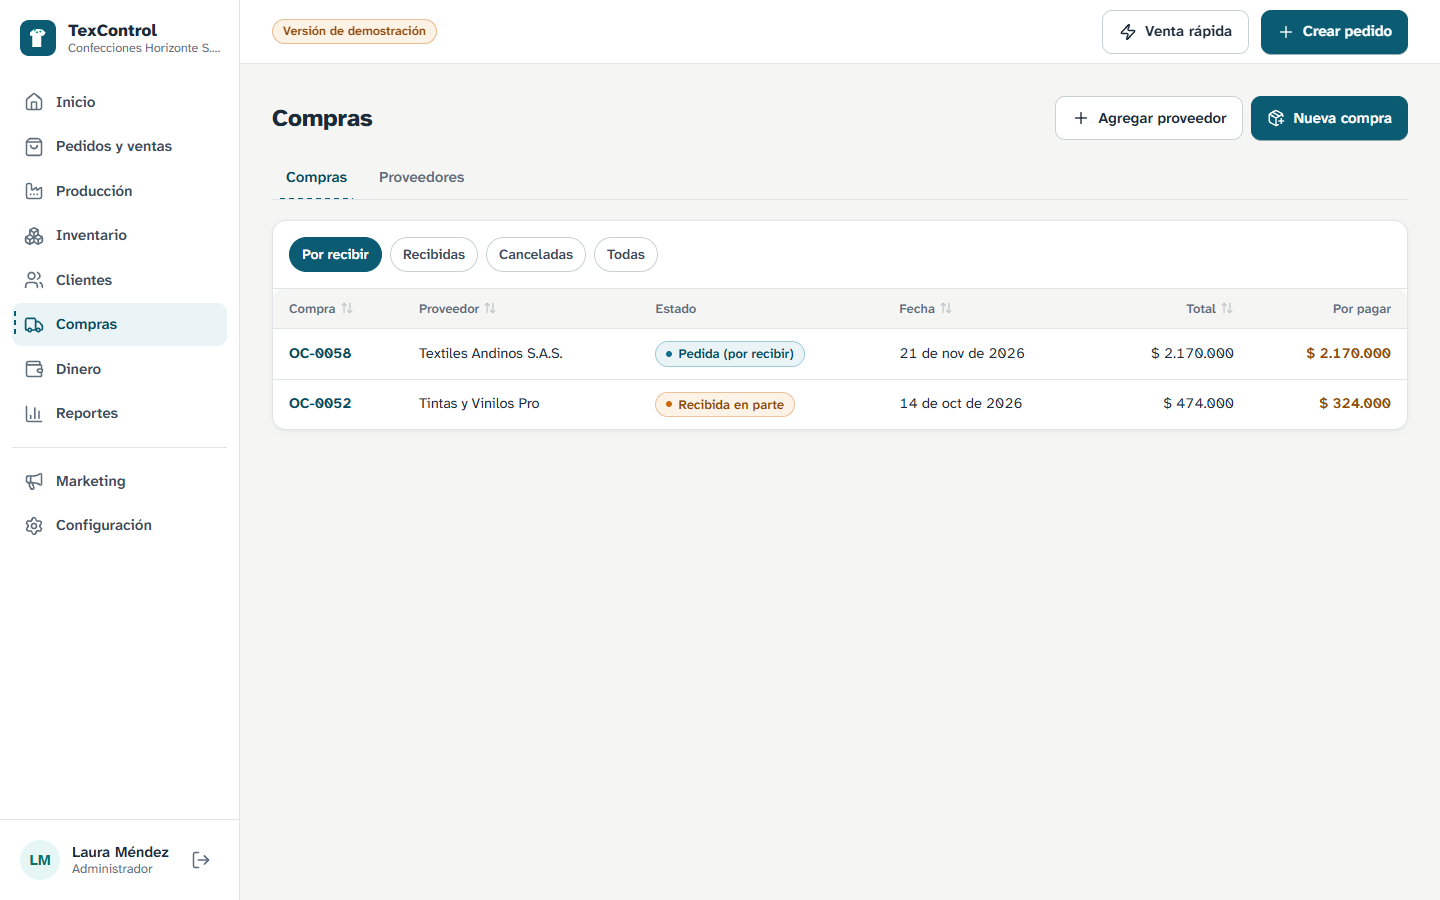 TexControl
Confecciones Horizonte S....
Inicio
Pedidos y ventas
Producción
Inventario
Clientes
Compras
Dinero
Reportes
Marketing
Configuración
LM
Laura Méndez
Administrador
Versión de demostración
Venta rápida
Crear pedido
Compras
Agregar proveedor
Nueva compra
Compras Proveedores
Por recibir Recibidas Canceladas Todas
Compra Proveedor Estado Fecha Total Por pagar
OC-0058 Textiles Andinos S.A.S. Pedida (por recibir) 21 de nov de 2026 $ 2.170.000 $ 2.170.000
OC-0052 Tintas y Vinilos Pro Recibida en parte 14 de oct de 2026 $ 474.000 $ 324.000